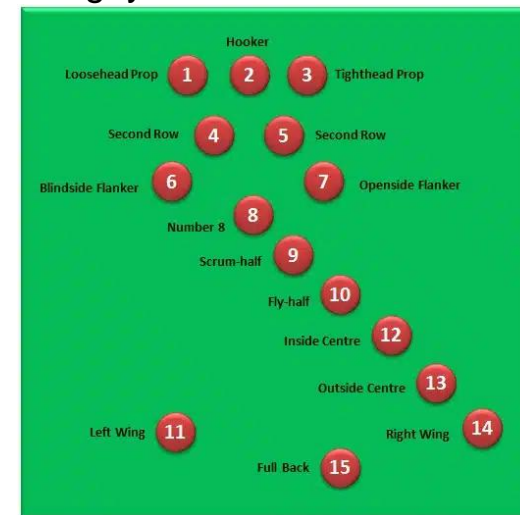 Hooker
Loosehead Prop 1 2 3 Tighthead Prop
Second Row 4 5 Second Row
Blindside Flanker 6 7 Openside Flanker
Number 8 8
Scrum-half 9
Fly-half 10
Inside Centre 12
Outside Centre 13
Left Wing 11 Right Wing 14
Full Back 15